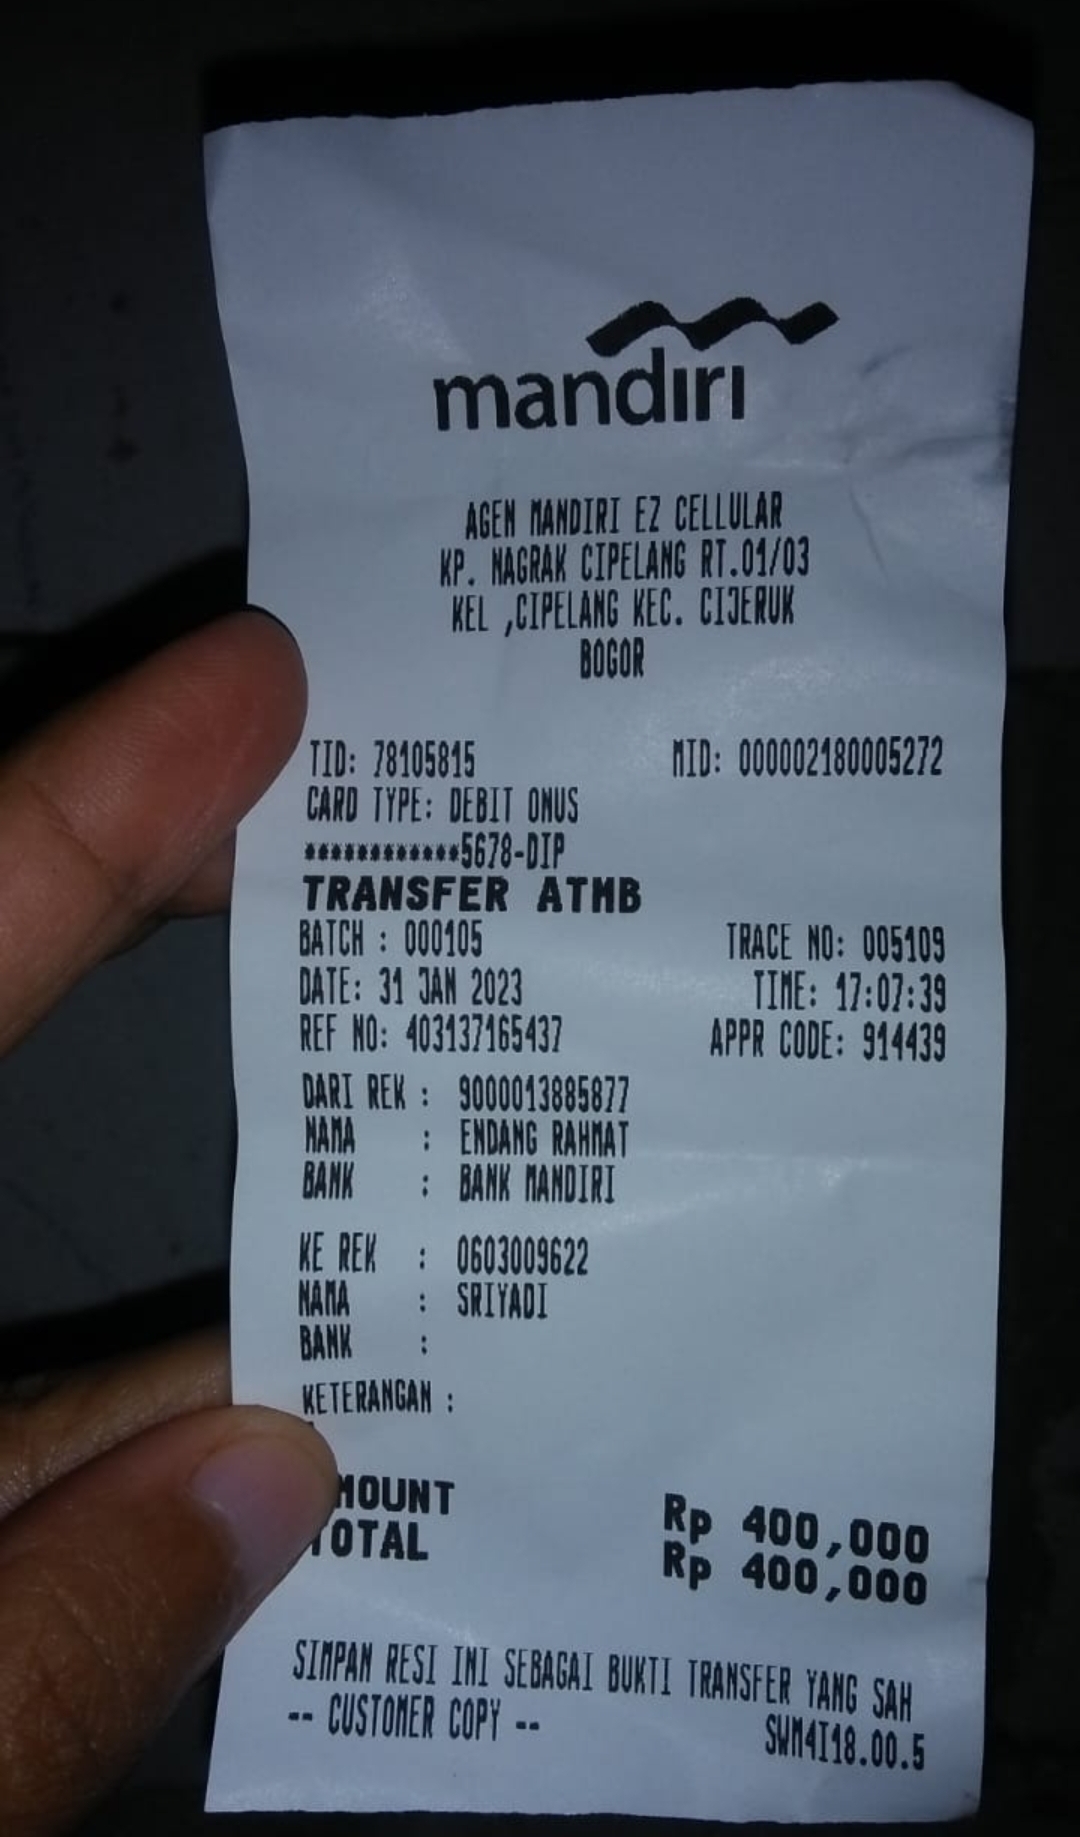 mandırı
AGEN MANDIRI EZ CELLULAR
KP. NAGRAK CIPELANG RT.01/03
KEL ,CIPELANG KEC. CIJERUK
BOGOR
TID: 78105815 MID: 000002180005272
CARD TYPE: DEBIT ONUS
************5678-DIP
TRANSFER ATMB
BATCH : 000105 TRACE NO: 005109
DATE: 31 JAN 2023 TIME: 17:07:39
REF NO: 403137165437 APPR CODE: 914439
DARI REK : 9000013885877
NAMA : ENDANG RAHMAT
BANK : BANK MANDIRI
KE REK : 0603009622
NAMA : SRIYADI
BANK :
KETERANGAN :
MOUNT Rp 400,000
TOTAL Rp 400,000
SIMPAN RESI INI SEBAGAI BUKTI TRANSFER YANG SAH
-- CUSTOMER COPY -- SWM4I18.00.5